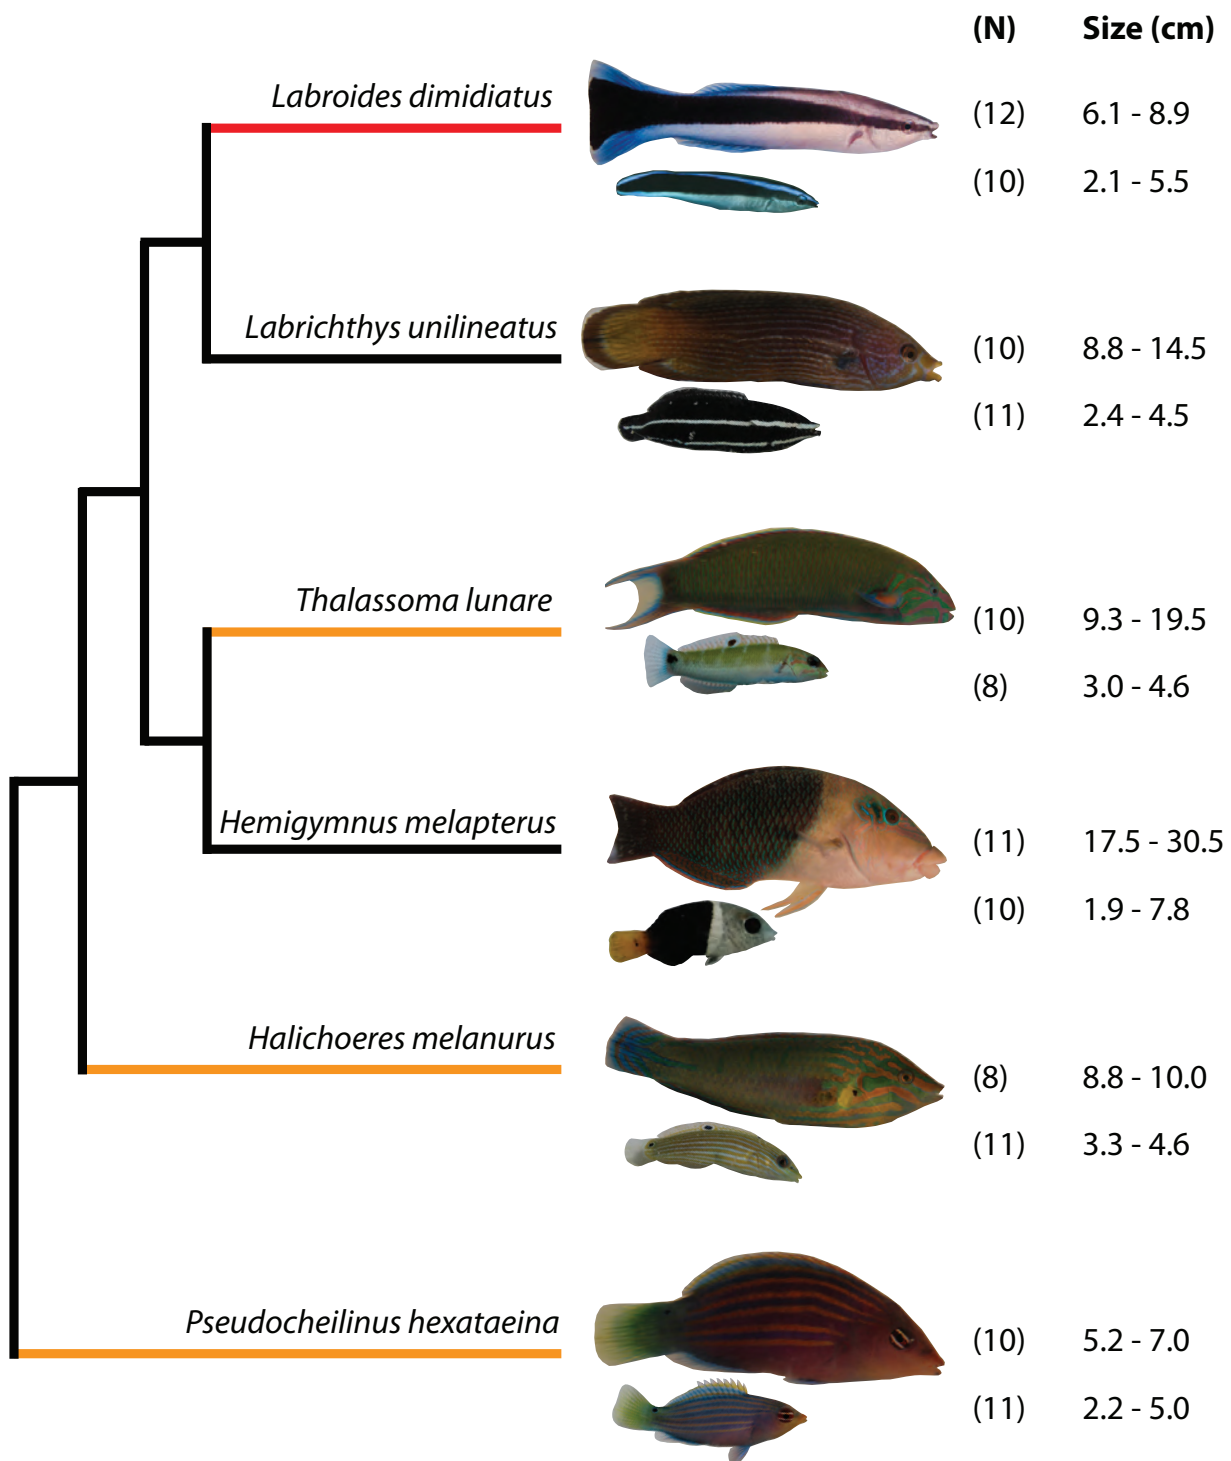 (N) Size (cm)
Labroides dimidiatus (12) 6.1 - 8.9
(10) 2.1 - 5.5
Labrichthys unilineatus (10) 8.8 - 14.5
(11) 2.4 - 4.5
Thalassoma lunare (10) 9.3 - 19.5
(8) 3.0 - 4.6
Hemigymnus melapterus (11) 17.5 - 30.5
(10) 1.9 - 7.8
Halichoeres melanurus (8) 8.8 - 10.0
(11) 3.3 - 4.6
Pseudocheilinus hexataeina (10) 5.2 - 7.0
(11) 2.2 - 5.0